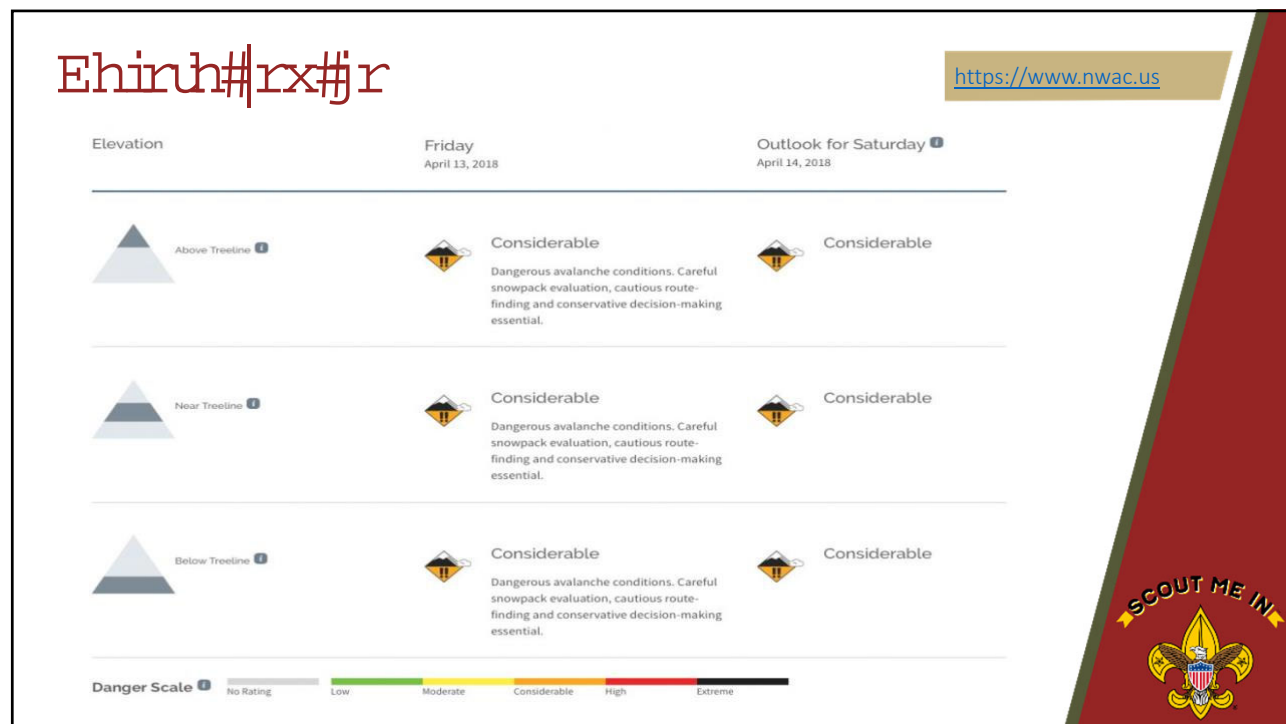 Ehiruh#|rx#jr
https://www.nwac.us
Elevation
Friday
April 13, 2018
Outlook for Saturday i
April 14, 2018
Above Treeline i
Considerable
Dangerous avalanche conditions. Careful
snowpack evaluation, cautious route-
finding and conservative decision-making
essential.
Considerable
Near Treeline i
Considerable
Dangerous avalanche conditions. Careful
snowpack evaluation, cautious route-
finding and conservative decision-making
essential.
Considerable
Below Treeline i
Considerable
Dangerous avalanche conditions. Careful
snowpack evaluation, cautious route-
finding and conservative decision-making
essential.
Considerable
Danger Scale i
No Rating
Low
Moderate
Considerable
High
Extreme
SCOUT ME IN